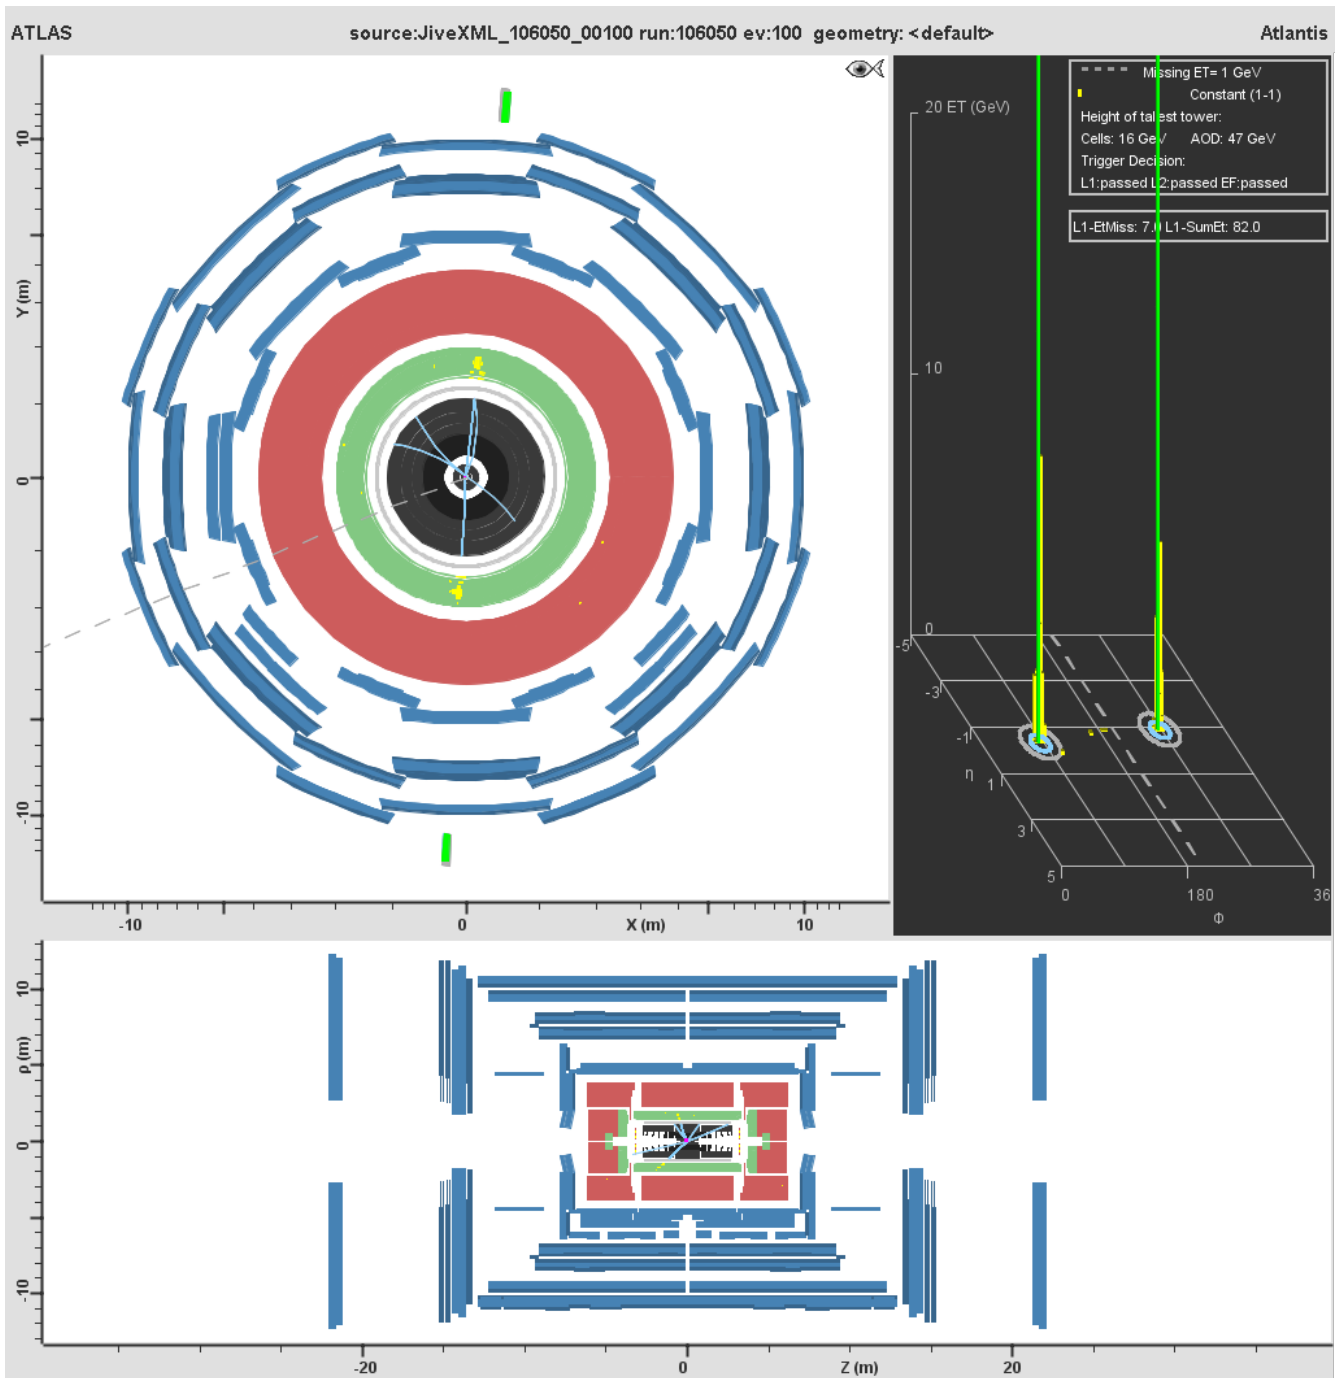 ATLAS source:JiveXML_106050_00100 run:106050 ev:100 geometry: <default> Atlantis
Missing ET= 1 GeV
Constant (1-1)
Height of tallest tower:
Cells: 16 GeV AOD: 47 GeV
Trigger Decision:
L1:passed L2:passed EF:passed
L1-EtMiss: 7.0 L1-SumEt: 82.0
20 ET (GeV)
10
0
-5
-3
-1
η
1
3
5
0
180
36
Φ
10
Y (m)
0
-10
-10
0
X (m)
10
10
ρ (m)
0
-10
-20
0
Z (m)
20